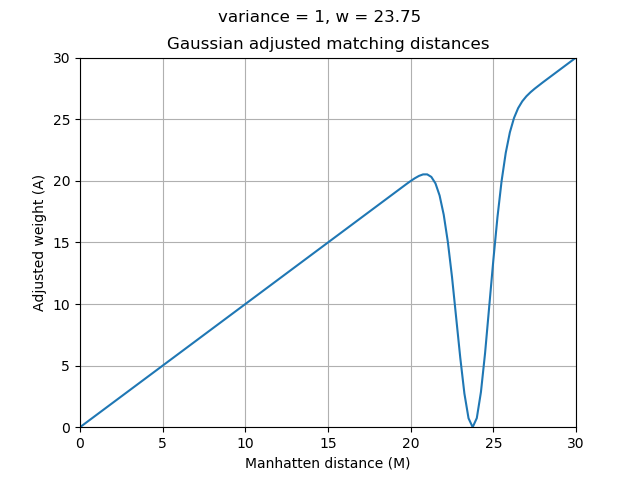 variance = 1, w = 23.75
Gaussian adjusted matching distances
30
25
20
15
10
5
0
Adjusted weight (A)
0 5 10 15 20 25 30
Manhatten distance (M)